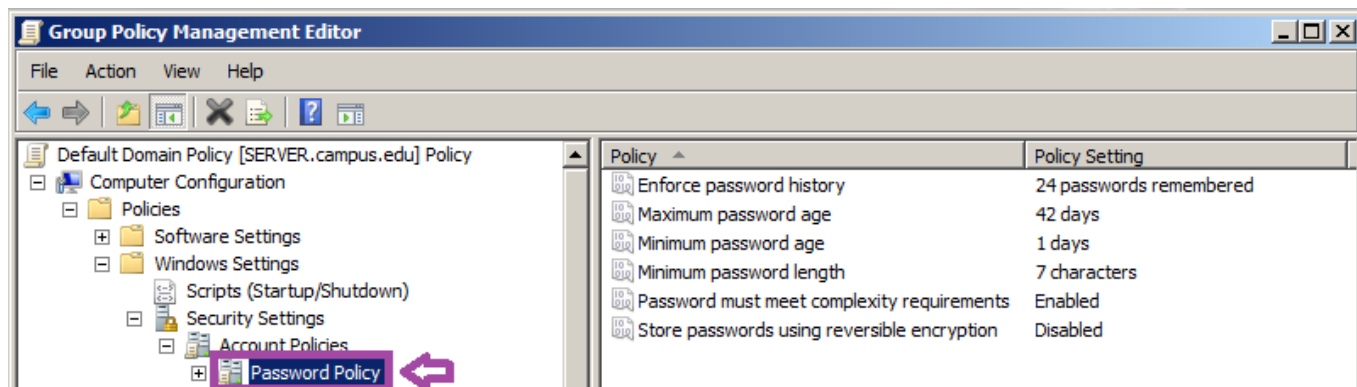 Group Policy Management Editor
File Action View Help
Default Domain Policy [SERVER.campus.edu] Policy
Computer Configuration
Policies
Software Settings
Windows Settings
Scripts (Startup/Shutdown)
Security Settings
Account Policies
Password Policy
Policy Policy Setting
Enforce password history 24 passwords remembered
Maximum password age 42 days
Minimum password age 1 days
Minimum password length 7 characters
Password must meet complexity requirements Enabled
Store passwords using reversible encryption Disabled